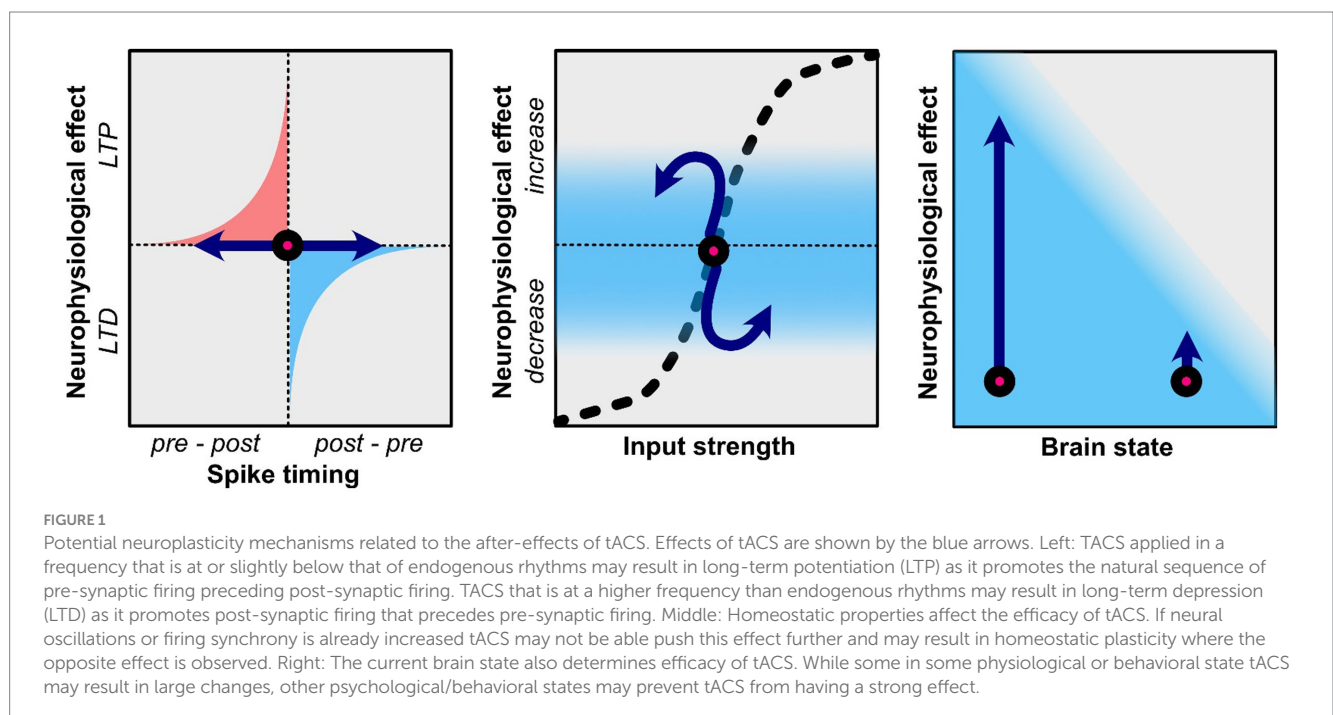 Neurophysiological effect
LTD LTP
pre - post post - pre
Spike timing
Neurophysiological effect
decrease increase
Input strength
Neurophysiological effect
Brain state
FIGURE 1
Potential neuroplasticity mechanisms related to the after-effects of tACS. Effects of tACS are shown by the blue arrows. Left: TACS applied in a
frequency that is at or slightly below that of endogenous rhythms may result in long-term potentiation (LTP) as it promotes the natural sequence of
pre-synaptic firing preceding post-synaptic firing. TACS that is at a higher frequency than endogenous rhythms may result in long-term depression
(LTD) as it promotes post-synaptic firing that precedes pre-synaptic firing. Middle: Homeostatic properties affect the efficacy of tACS. If neural
oscillations or firing synchrony is already increased tACS may not be able push this effect further and may result in homeostatic plasticity where the
opposite effect is observed. Right: The current brain state also determines efficacy of tACS. While some in some physiological or behavioral state tACS
may result in large changes, other psychological/behavioral states may prevent tACS from having a strong effect.